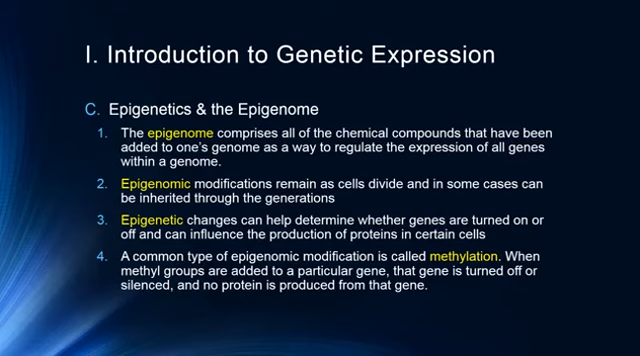 I. Introduction to Genetic Expression
C. Epigenetics & the Epigenome
1. The epigenome comprises all of the chemical compounds that have been
added to one's genome as a way to regulate the expression of all genes
within a genome.
2. Epigenomic modifications remain as cells divide and in some cases can
be inherited through the generations
3. Epigenetic changes can help determine whether genes are turned on or
off and can influence the production of proteins in certain cells
4. A common type of epigenomic modification is called methylation. When
methyl groups are added to a particular gene, that gene is turned off or
silenced, and no protein is produced from that gene.